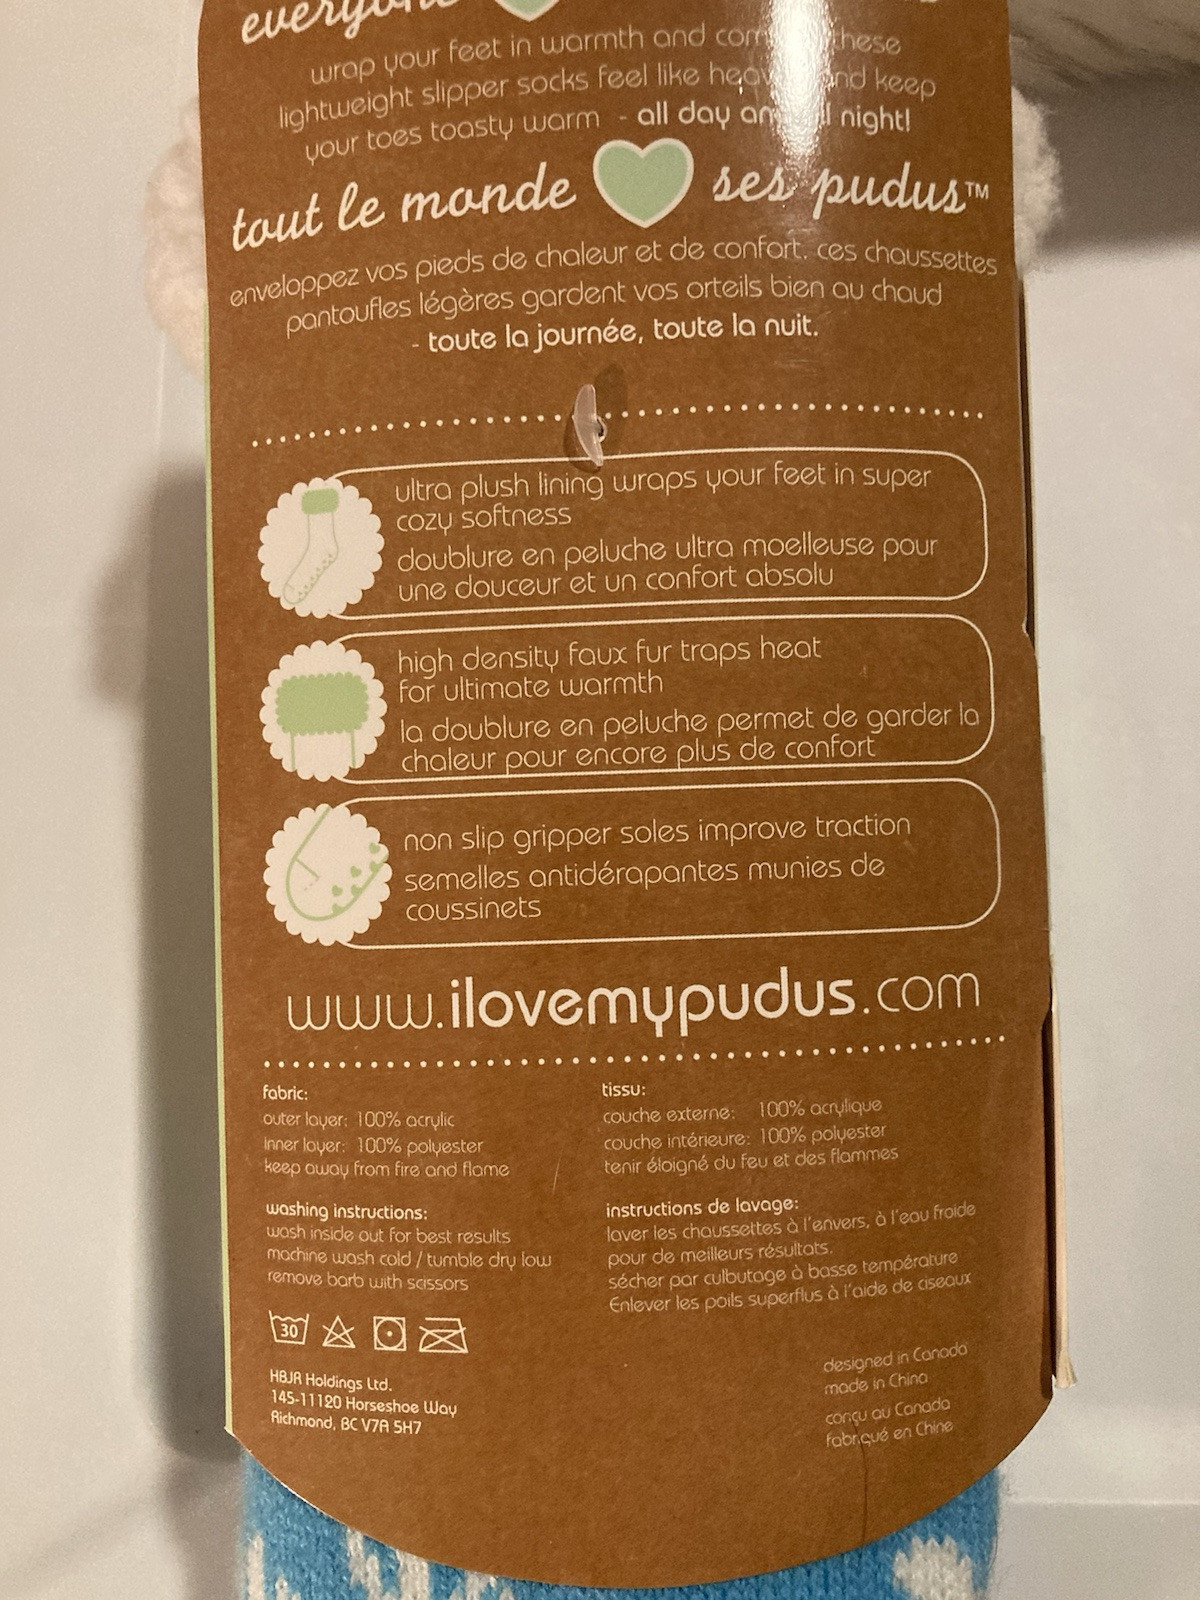 everyone
wrap your feet in warmth and these
lightweight slipper socks feel like and keep
your toes toasty warm - all day night!
tout le monde ses pudus™
enveloppez vos pieds de chaleur et de confort. ces chaussettes
pantoufles légères gardent vos orteils bien au chaud
- toute la journée, toute la nuit.
ultra plush lining wraps your feet in super
cozy softness
doublure en peluche ultra moelleuse pour
une douceur et un confort absolu
high density faux fur traps heat
for ultimate warmth
la doublure en peluche permet de garder la
chaleur pour encore plus de confort
non slip gripper soles improve traction
semelles antidérapantes munies de
coussinets
www.ilovemypudus.com
fabric:
outer layer: 100% acrylic
inner layer: 100% polyester
keep away from fire and flame
washing instructions:
wash inside out for best results
machine wash cold / tumble dry low
remove barb with scissors
30
HBJR Holdings Ltd.
145-11120 Horseshoe Way
Richmond, BC V7A 5H7
tissu:
couche externe: 100% acrylique
couche intérieure: 100% polyester
tenir éloigné du feu et des flammes
instructions de lavage:
laver les chaussettes à l'envers, à l'eau froide
pour de meilleurs résultats.
sécher par culbutage à basse température
Enlever les poils superflus à l'aide de ciseaux
designed in Canada
made in China
conçu au Canada
fabriqué en Chine